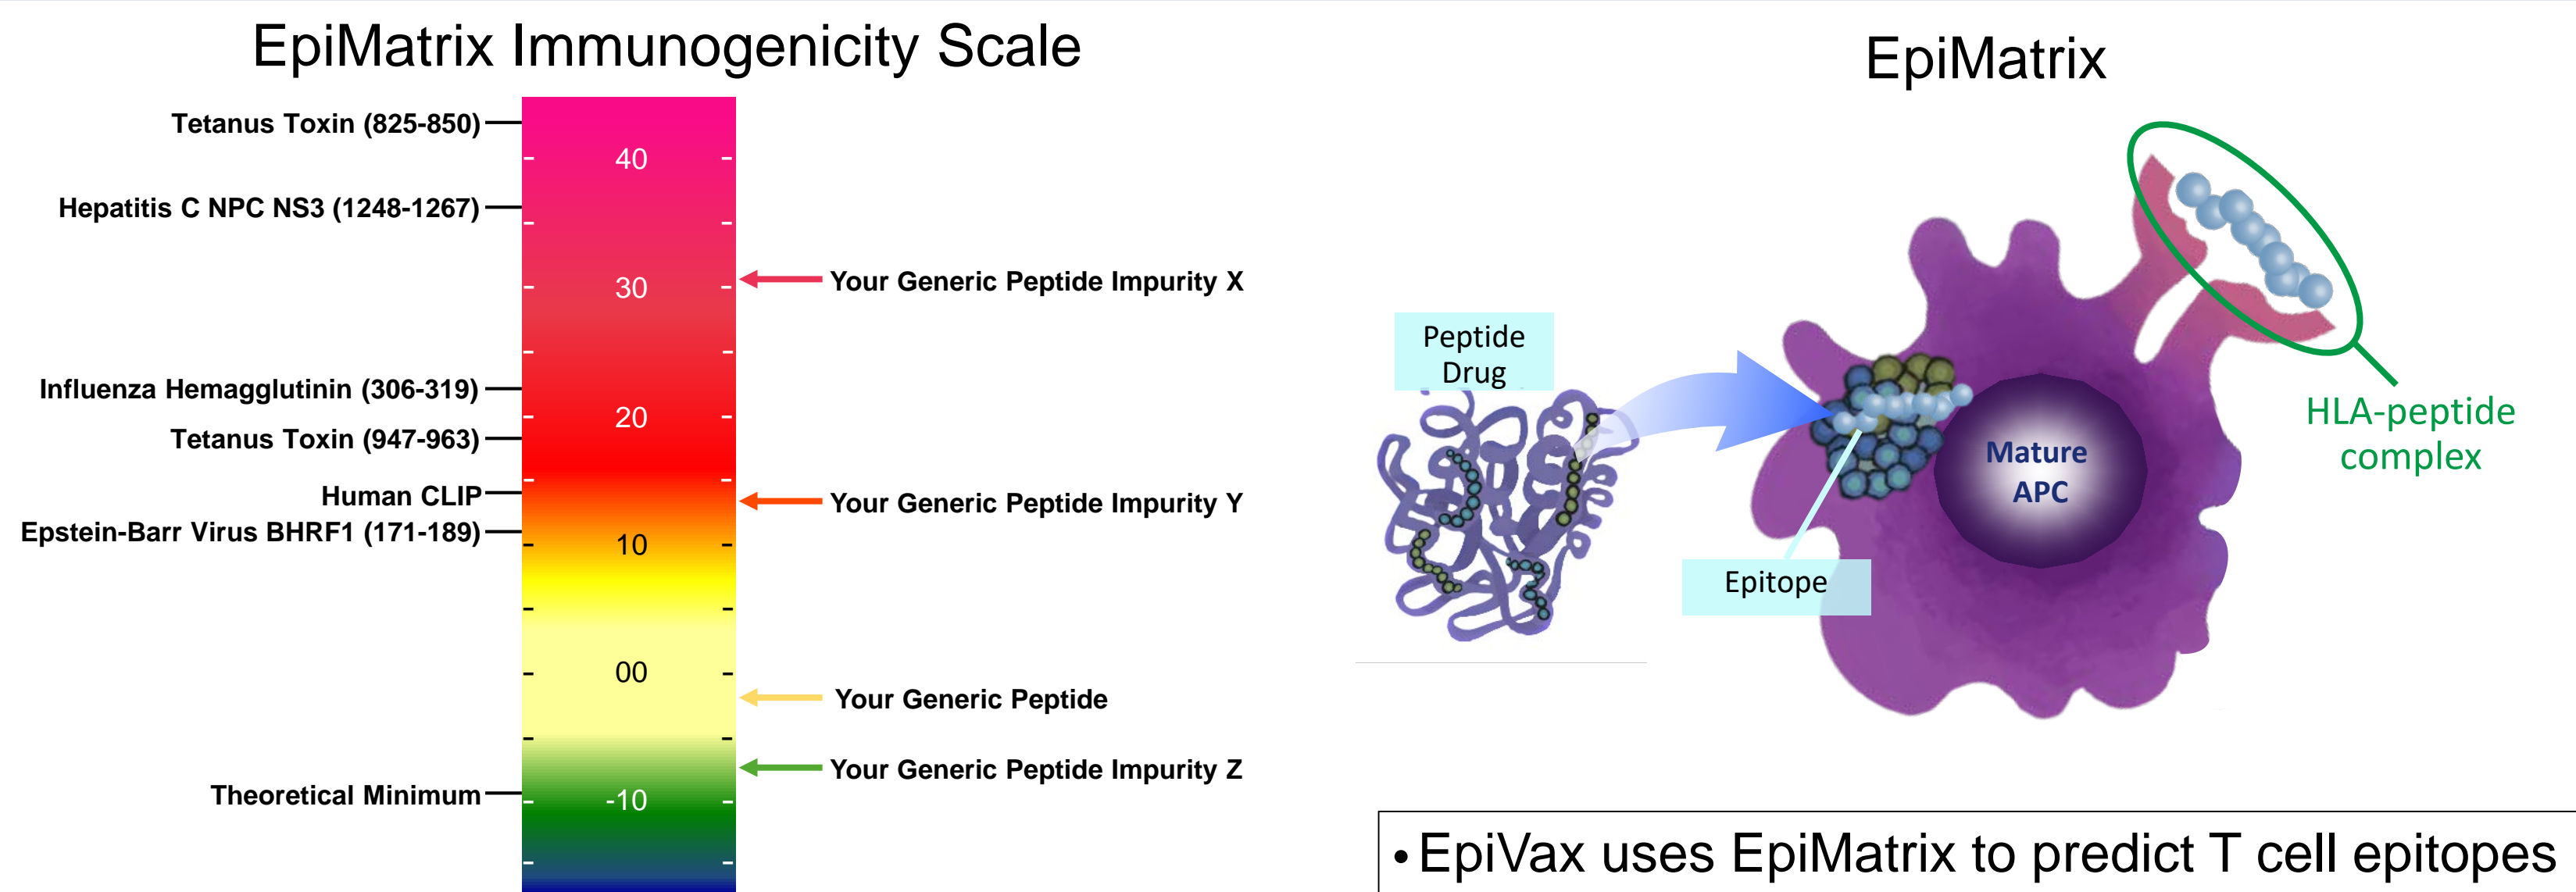 EpiMatrix Immunogenicity Scale
Tetanus Toxin (825-850)
40
Hepatitis C NPC NS3 (1248-1267)
Your Generic Peptide Impurity X
30
Influenza Hemagglutinin (306-319)
20
Tetanus Toxin (947-963)
Human CLIP
Your Generic Peptide Impurity Y
Epstein-Barr Virus BHRF1 (171-189)
10
00
Your Generic Peptide
Your Generic Peptide Impurity Z
Theoretical Minimum
-10
EpiMatrix
Peptide
Drug
HLA-peptide
complex
Mature
APC
Epitope
• EpiVax uses EpiMatrix to predict T cell epitopes